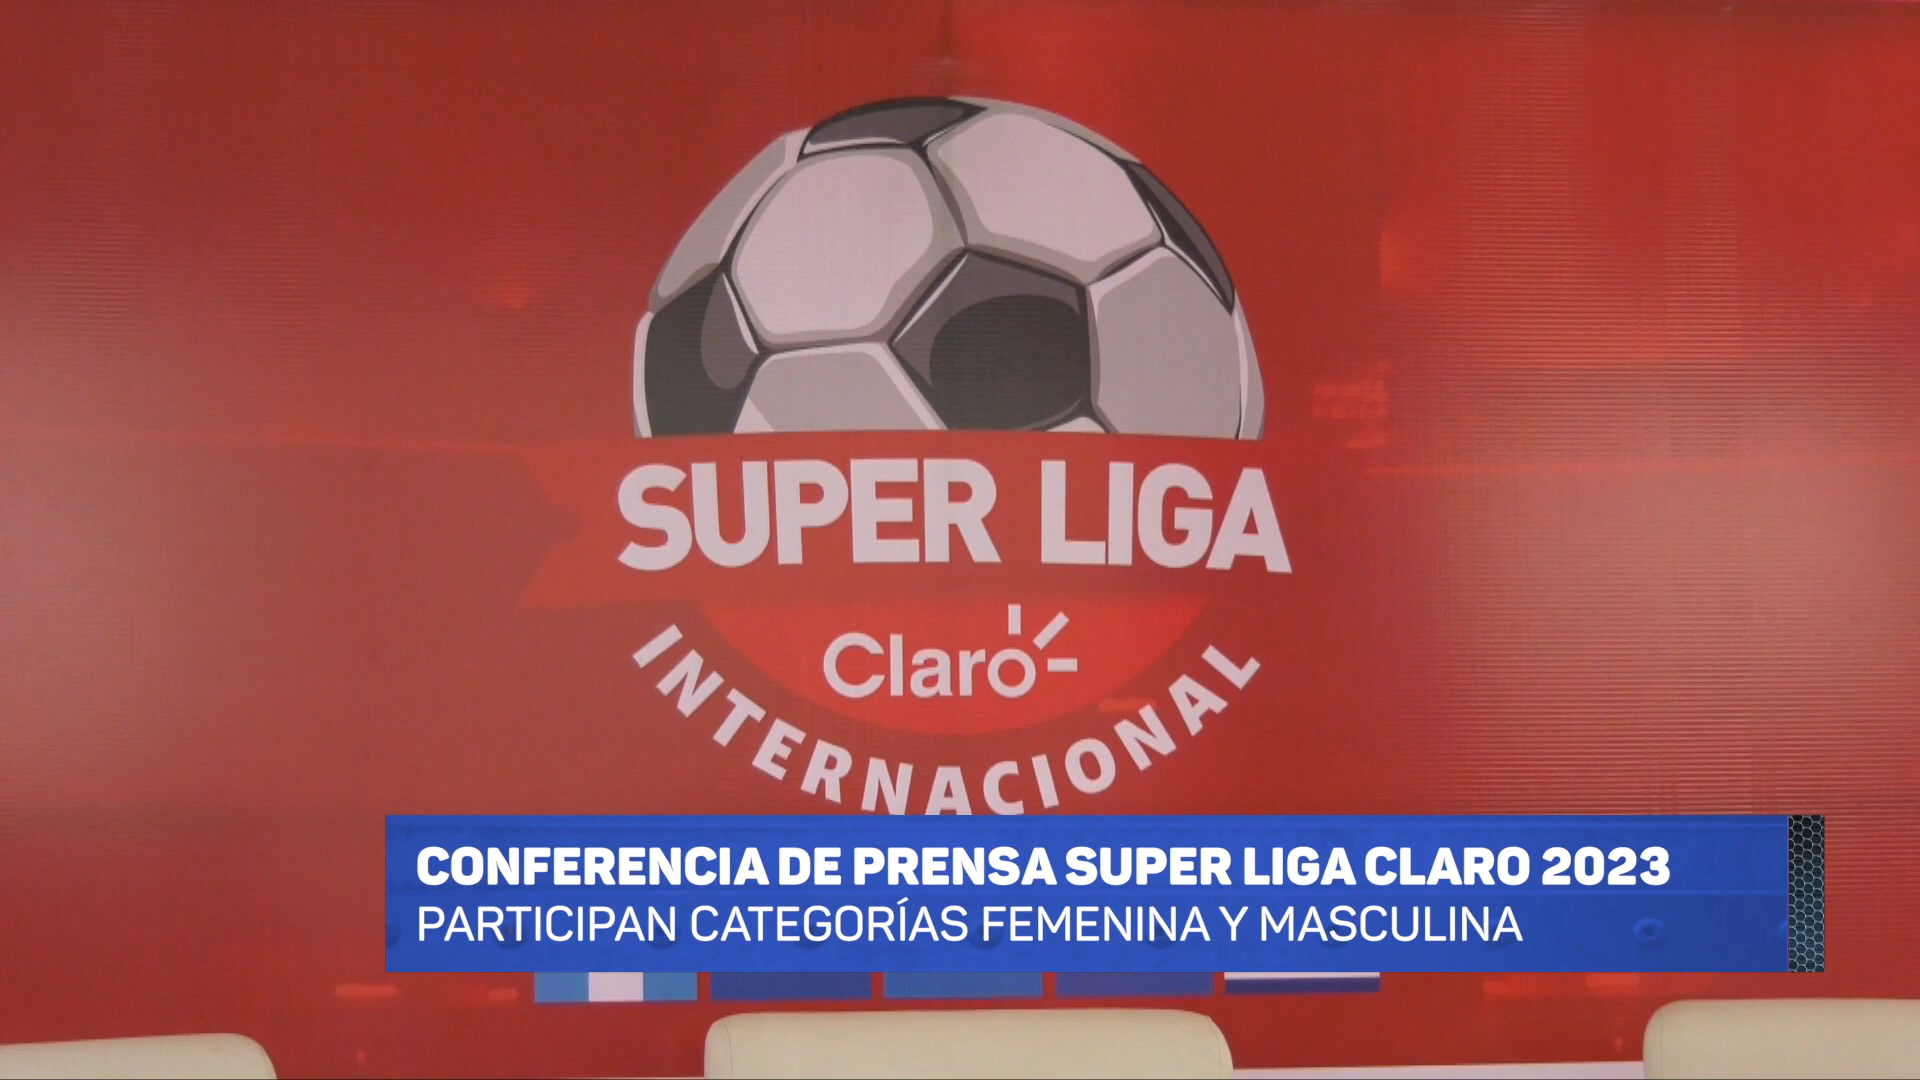 SUPER LIGA
Claro
INTERNACIONAL
CONFERENCIA DE PRENSA SUPER LIGA CLARO 2023
PARTICIPAN CATEGORÍAS FEMENINA Y MASCULINA